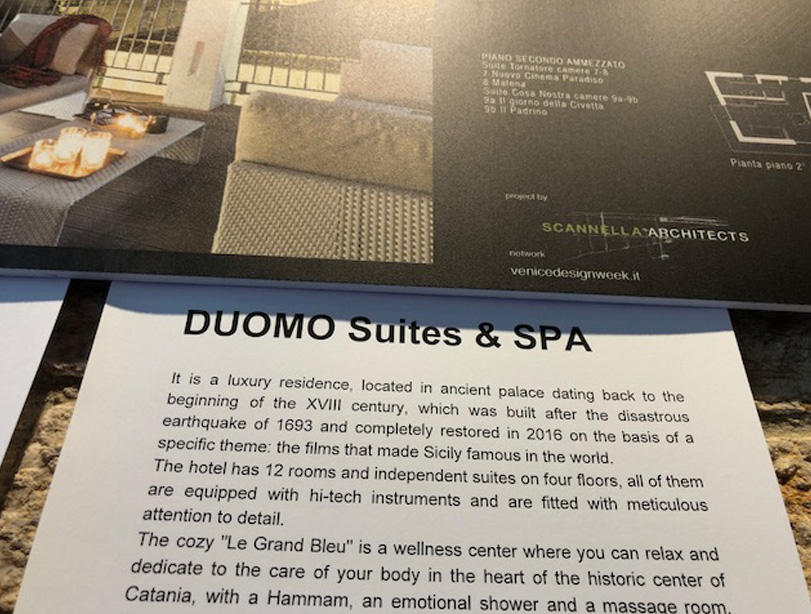 PIANO SECONDO AMMEZZATO
Suite Tornatore camere 7-8
7 Nuovo Cinema Paradiso
8 Malena
Suite Cosa Nostra camere 9a-9b
9a Il giorno della Civetta
9b Il Padrino
Pianta piano 2°
project by
SCANNELLA ARCHITECTS
network
venicedesignweek.it
DUOMO Suites & SPA
It is a luxury residence, located in ancient palace dating back to the
beginning of the XVIII century, which was built after the disastrous
earthquake of 1693 and completely restored in 2016 on the basis of a
specific theme: the films that made Sicily famous in the world.
The hotel has 12 rooms and independent suites on four floors, all of them
are equipped with hi-tech instruments and are fitted with meticulous
attention to detail.
The cozy "Le Grand Bleu" is a wellness center where you can relax and
dedicate to the care of your body in the heart of the historic center of
Catania, with a Hammam, an emotional shower and a massage room,